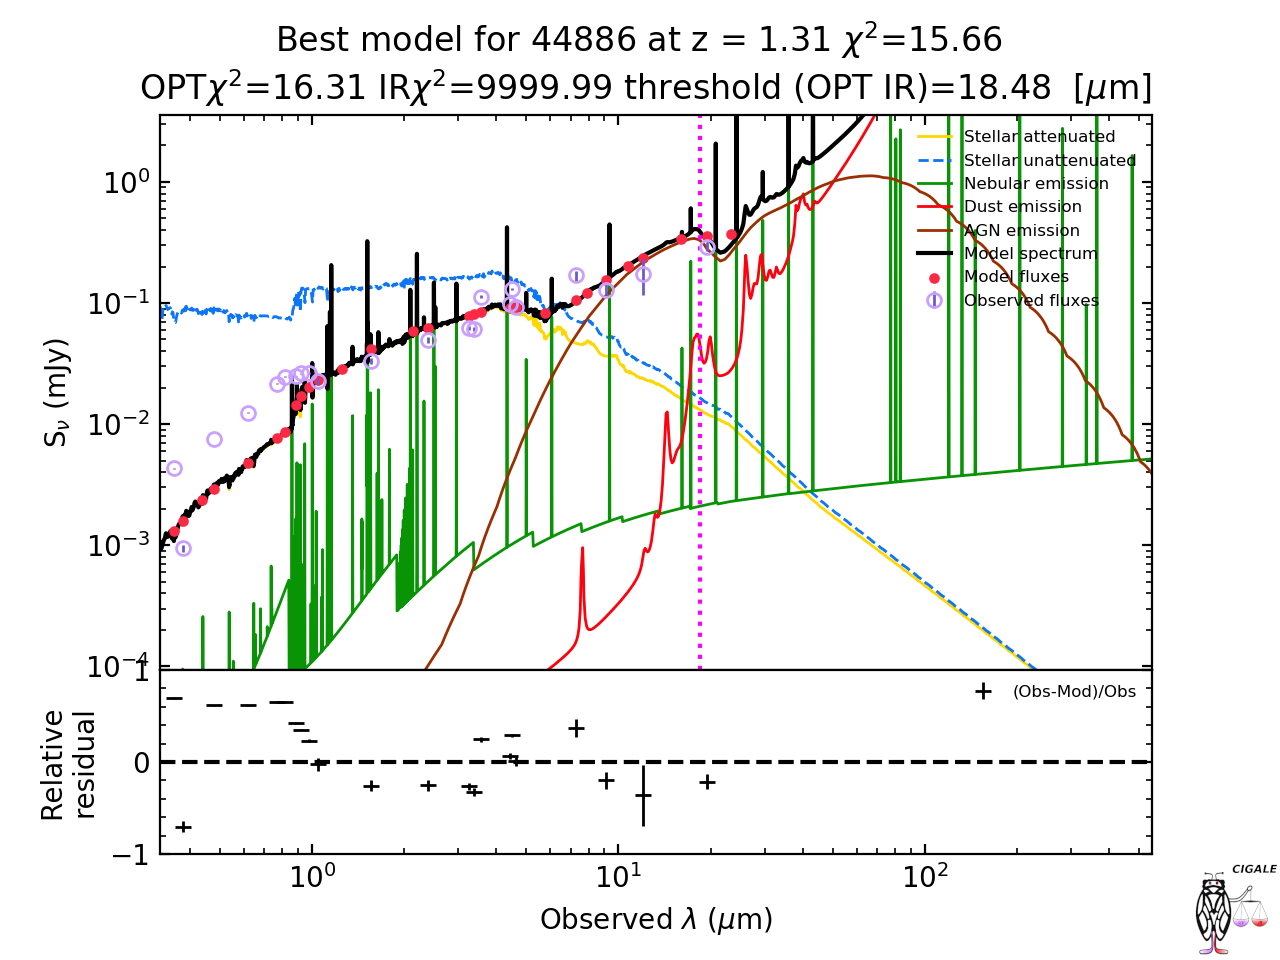 Best model for 44886 at z = 1.31 χ²=15.66
OPTχ²=16.31 IRχ²=9999.99 threshold (OPT IR)=18.48 [μm]
Stellar attenuated
Stellar unattenuated
Nebular emission
Dust emission
AGN emission
Model spectrum
Model fluxes
Observed fluxes
10⁰
10⁻¹
10⁻²
10⁻³
10⁻⁴
S_ν (mJy)
1
0
−1
Relative
residual
(Obs-Mod)/Obs
10⁰ 10¹ 10²
Observed λ (μm)
CIGALE